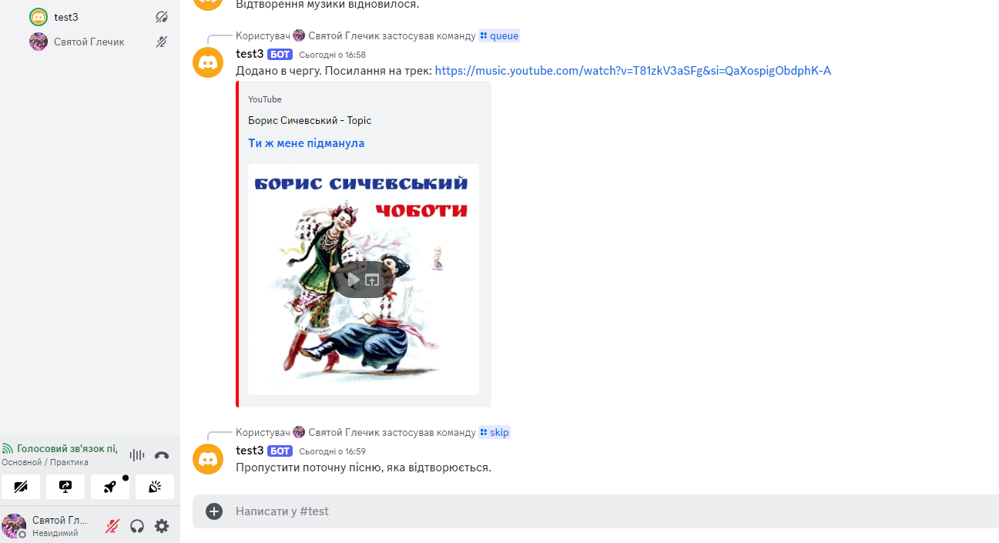 test3
Святой Глечик
Відтворення музики відновилося.
Користувач Святой Глечик застосував команду queue
test3 БОТ Сьогодні о 16:58
Додано в чергу. Посилання на трек: https://music.youtube.com/watch?v=T81zkV3aSFg&si=QaXospigObdphK-A
YouTube
Борис Сичевський - Topic
Ти ж мене підманула
БОРИС СИЧЕВСЬКИЙ
ЧОБОТИ
Користувач Святой Глечик застосував команду skip
test3 БОТ Сьогодні о 16:59
Пропустити поточну пісню, яка відтворюється.
Голосовий зв'язок пі
Основной / Практика
Святой Гл...
Невидимий
Написати у #test